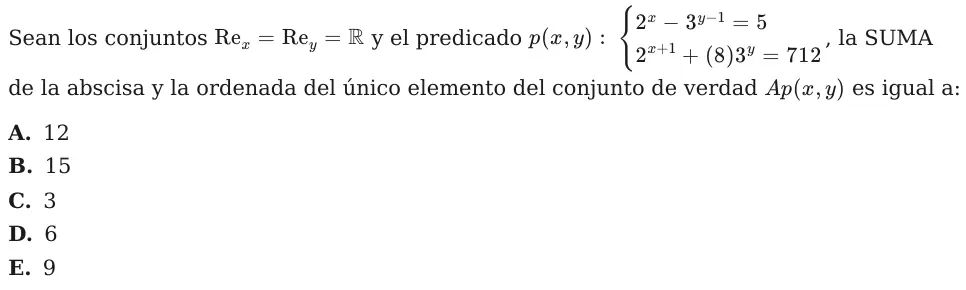 Sean los conjuntos Reₓ = Re_y = ℝ y el predicado p(x, y) : { 2^x − 3^{y−1} = 5
2^{x+1} + (8)3^y = 712 , la SUMA
de la abscisa y la ordenada del único elemento del conjunto de verdad Ap(x, y) es igual a:
A. 12
B. 15
C. 3
D. 6
E. 9